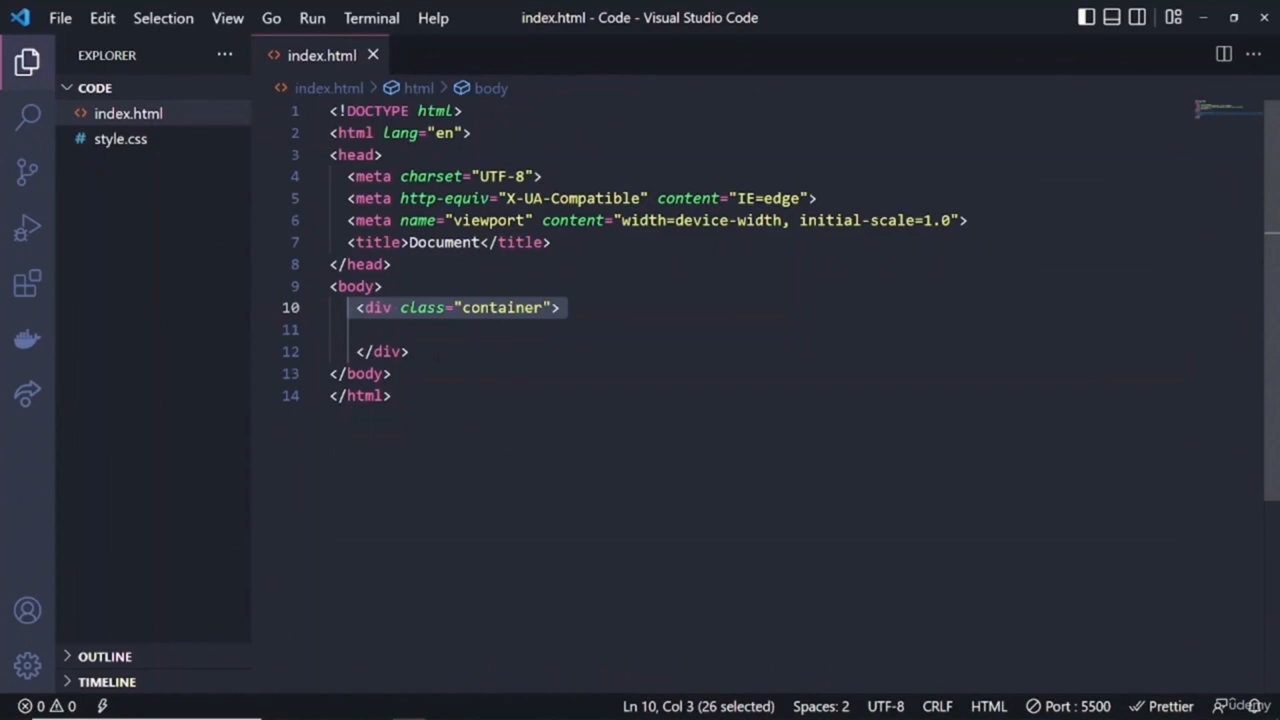 File Edit Selection View Go Run Terminal Help index.html - Code - Visual Studio Code
EXPLORER
CODE
index.html
style.css
OUTLINE
TIMELINE
index.html
index.html > html > body
1 <!DOCTYPE html>
2 <html lang="en">
3 <head>
4 <meta charset="UTF-8">
5 <meta http-equiv="X-UA-Compatible" content="IE=edge">
6 <meta name="viewport" content="width=device-width, initial-scale=1.0">
7 <title>Document</title>
8 </head>
9 <body>
10 <div class="container">
11
12 </div>
13 </body>
14 </html>
0 0 Ln 10, Col 3 (26 selected) Spaces: 2 UTF-8 CRLF HTML Port : 5500 Prettier
Udemy